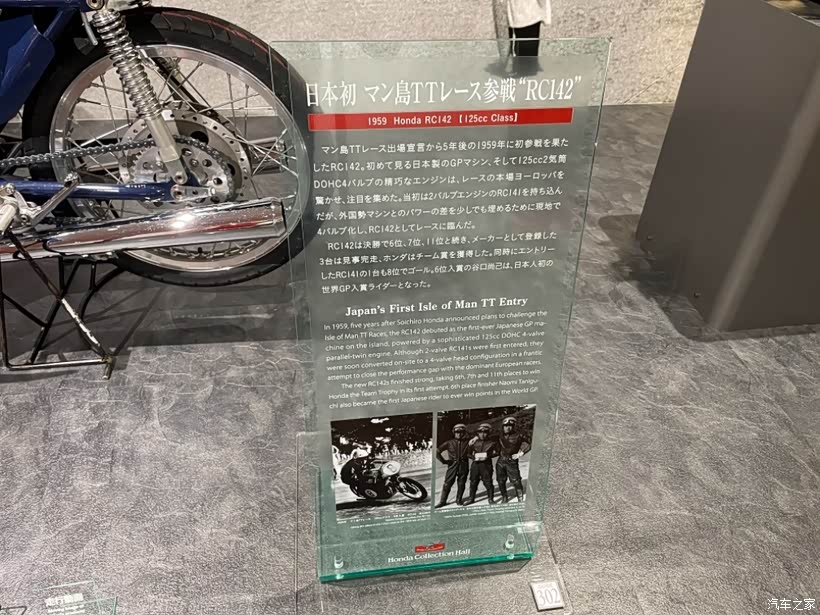 日本初 マン島TTレース参戦“RC142”
1959 Honda RC142 【125cc Class】
マン島TTレース出場宣言から5年後の1959年に初参戦を果た
したRC142。初めて見る日本製のGPマシン、そして125cc2気筒
DOHC4バルブの精巧なエンジンは、レースの本場ヨーロッパを
驚かせ、注目を集めた。当初は2バルブエンジンのRC141を持ち込ん
だが、外国勢マシンとのパワーの差を少しでも埋めるために現地で
4バルブ化し、RC142としてレースに臨んだ。
RC142は決勝で6位、7位、11位と続き、メーカーとして登録した
3台は見事完走、ホンダはチーム賞を獲得した。同時にエントリー
したRC141の1台も8位でゴール。6位入賞の谷口尚己は、日本人初の
世界GP入賞ライダーとなった。
Japan's First Isle of Man TT Entry
In 1959, five years after Soichiro Honda announced plans to challenge the
Isle of Man TT Races, the RC142 debuted as the first-ever Japanese GP ma-
chine on the island, powered by a sophisticated 125cc DOHC 4-valve
parallel-twin engine. Although 2-valve RC141s were first entered, they
were soon converted on-site to a 4-valve head configuration in a frantic
attempt to close the performance gap with the dominant European racers.
The new RC142s finished strong, taking 6th, 7th and 11th places to win
Honda the Team Trophy in its first attempt. 6th place finisher Naomi Tanigu-
chi also became the first Japanese rider to ever win points in the World GP.
Honda Collection Hall
302
走行動画
汽车之家